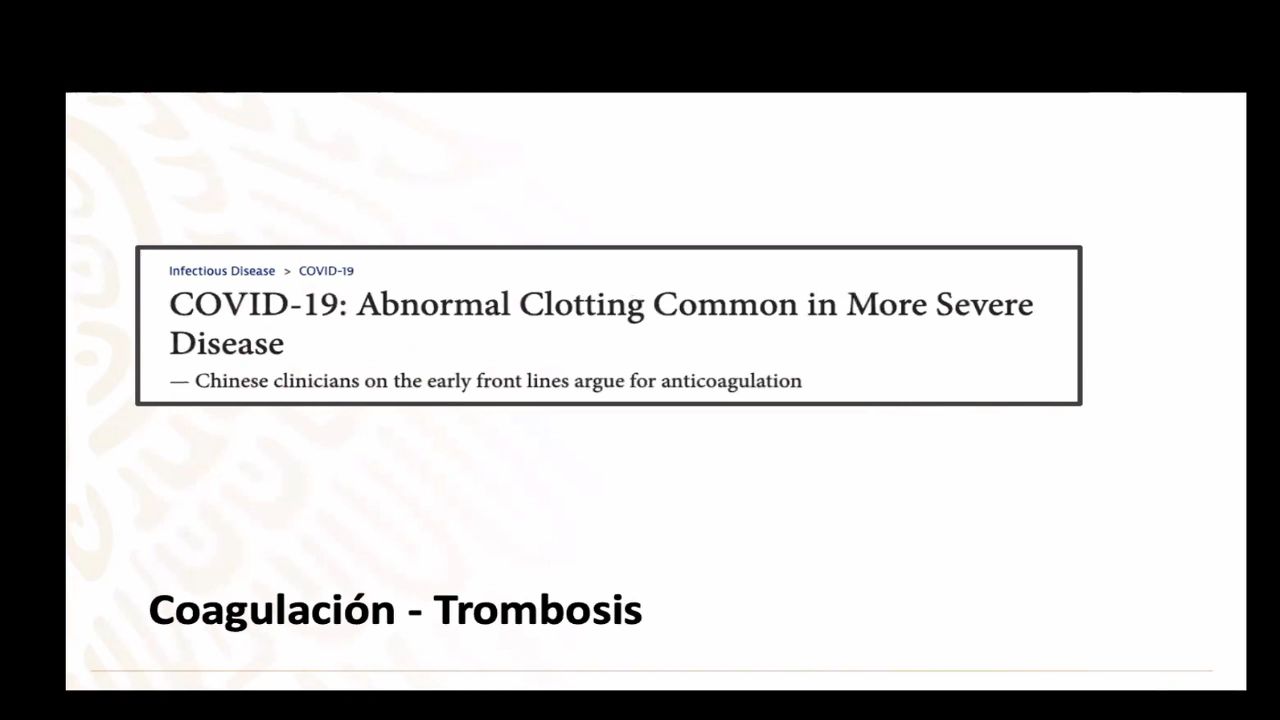 Infectious Disease > COVID-19
COVID-19: Abnormal Clotting Common in More Severe
Disease
— Chinese clinicians on the early front lines argue for anticoagulation
Coagulación - Trombosis